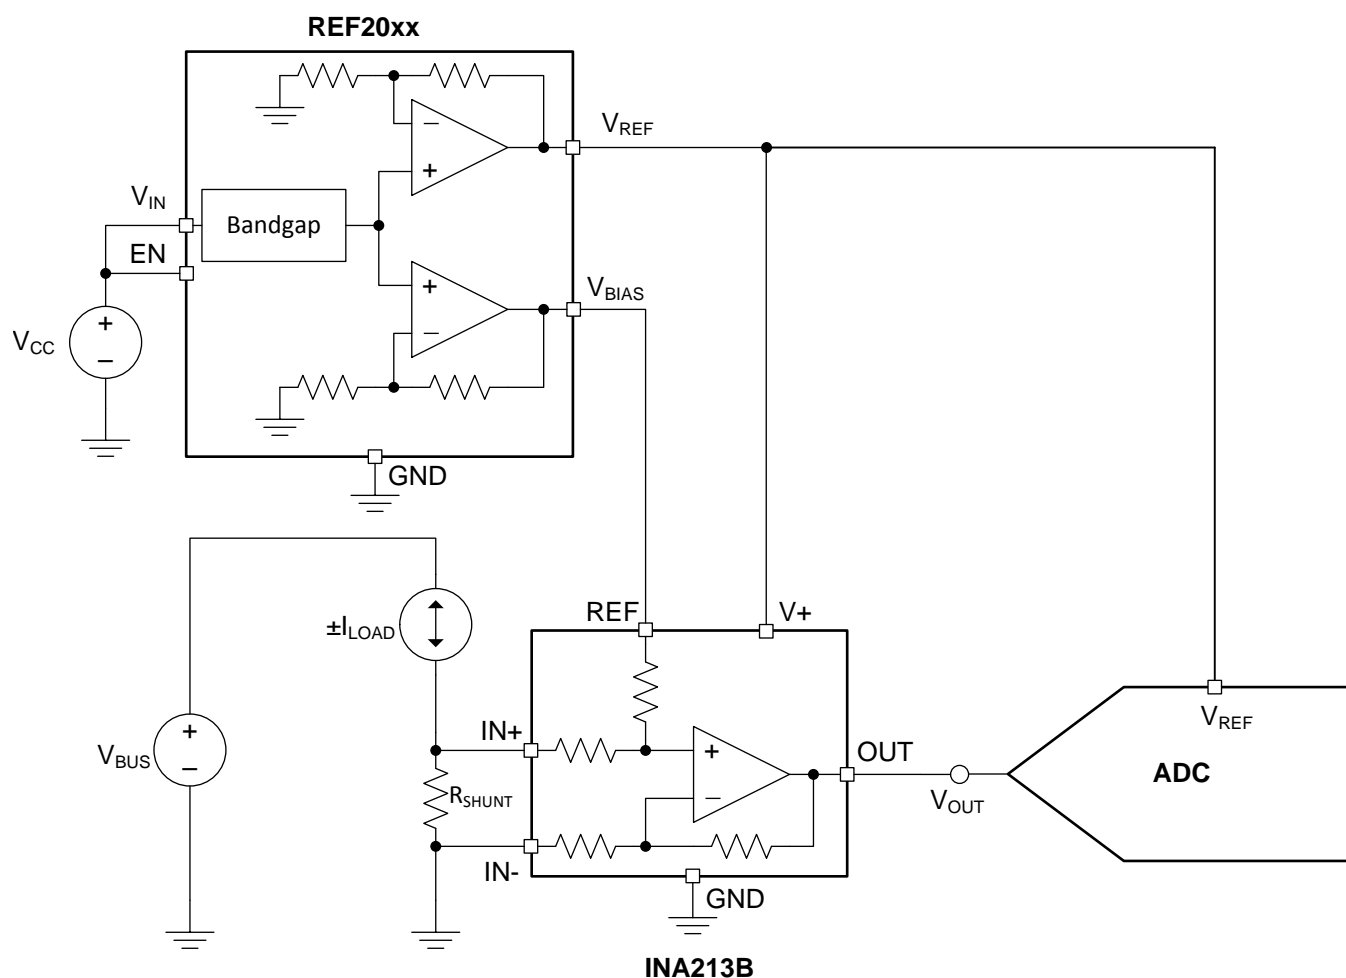 REF20xx
V_REF
V_IN
Bandgap
EN
V_BIAS
V_CC
GND
REF
V+
±I_LOAD
IN+
V_BUS
R_SHUNT
OUT
V_REF
ADC
V_OUT
IN-
GND
INA213B